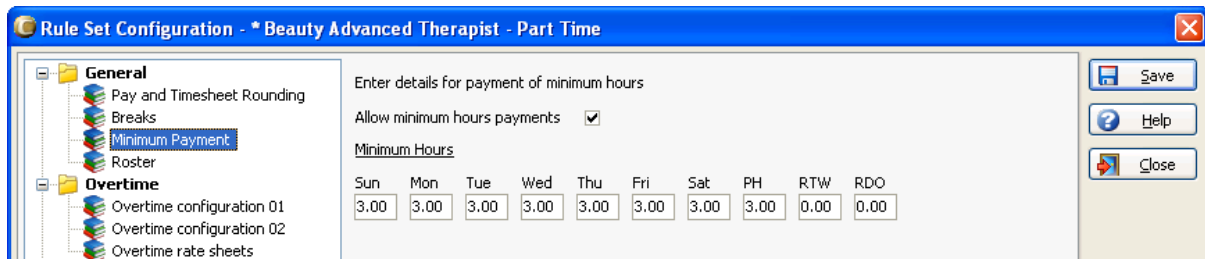 Rule Set Configuration - * Beauty Advanced Therapist - Part Time
General
Pay and Timesheet Rounding
Breaks
Minimum Payment
Roster
Overtime
Overtime configuration 01
Overtime configuration 02
Overtime rate sheets
Enter details for payment of minimum hours
Allow minimum hours payments
Minimum Hours
Sun Mon Tue Wed Thu Fri Sat PH RTW RDO
3.00 3.00 3.00 3.00 3.00 3.00 3.00 3.00 0.00 0.00
Save
Help
Close